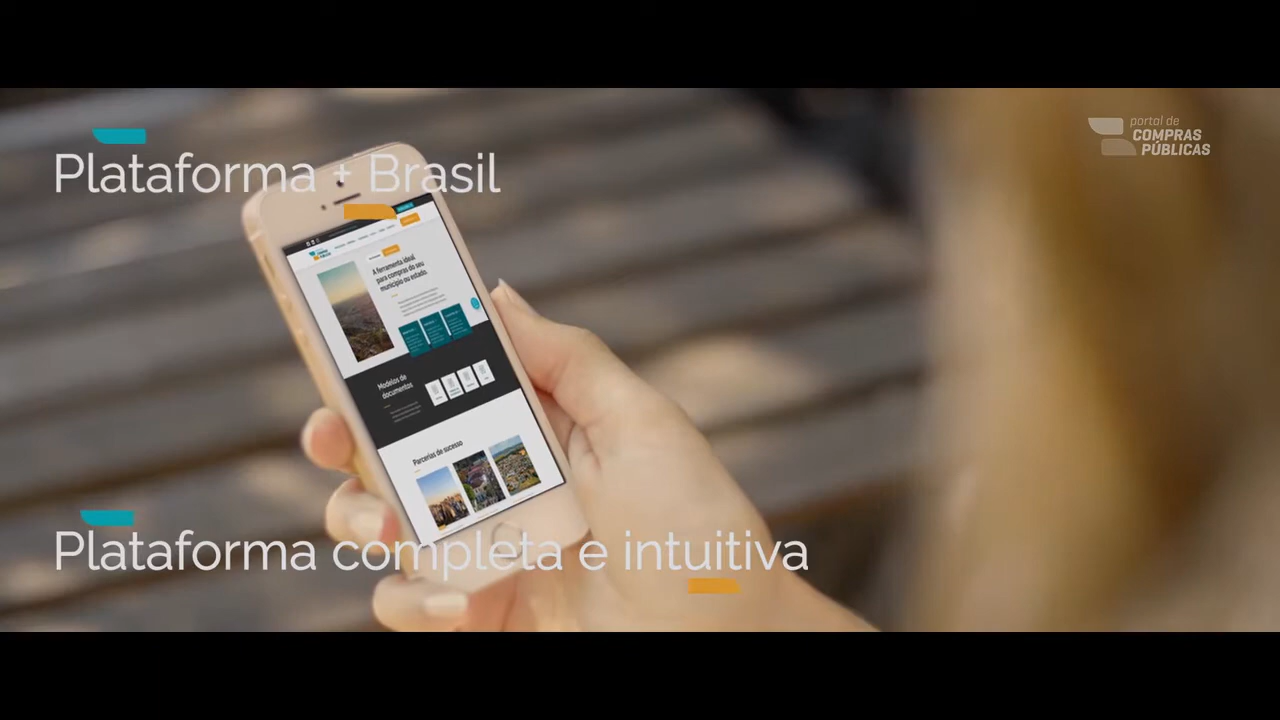 portal de
COMPRAS
PÚBLICAS
Plataforma + Brasil
A ferramenta ideal
para compras do seu
município ou estado.
Modelos de
documentos
Parcerias de sucesso
Plataforma completa e intuitiva